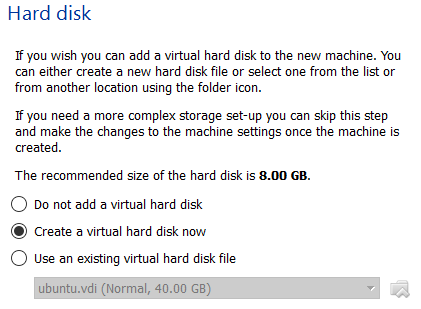 Hard disk
If you wish you can add a virtual hard disk to the new machine. You
can either create a new hard disk file or select one from the list or
from another location using the folder icon.
If you need a more complex storage set-up you can skip this step
and make the changes to the machine settings once the machine is
created.
The recommended size of the hard disk is 8.00 GB.
Do not add a virtual hard disk
Create a virtual hard disk now
Use an existing virtual hard disk file
ubuntu.vdi (Normal, 40.00 GB)